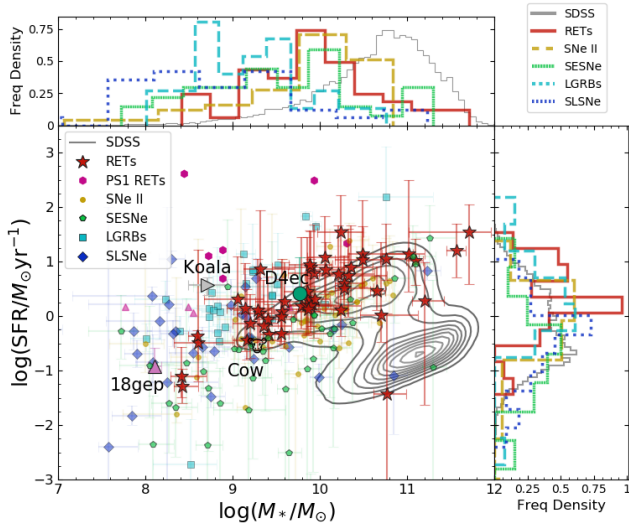 0.75
0.5
0.25
0
Freq Density
SDSS
RETs
SNe II
SESNe
LGRBs
SLSNe
SDSS
RETs
PS1 RETs
SNe II
SESNe
LGRBs
SLSNe
Koala
D4ec
Cow
18gep
3
2
1
0
−1
−2
−3
log(SFR/M⊙yr⁻¹)
7 8 9 10 11 12
log(M*/M⊙)
0.25 0.5 0.75 1
Freq Density